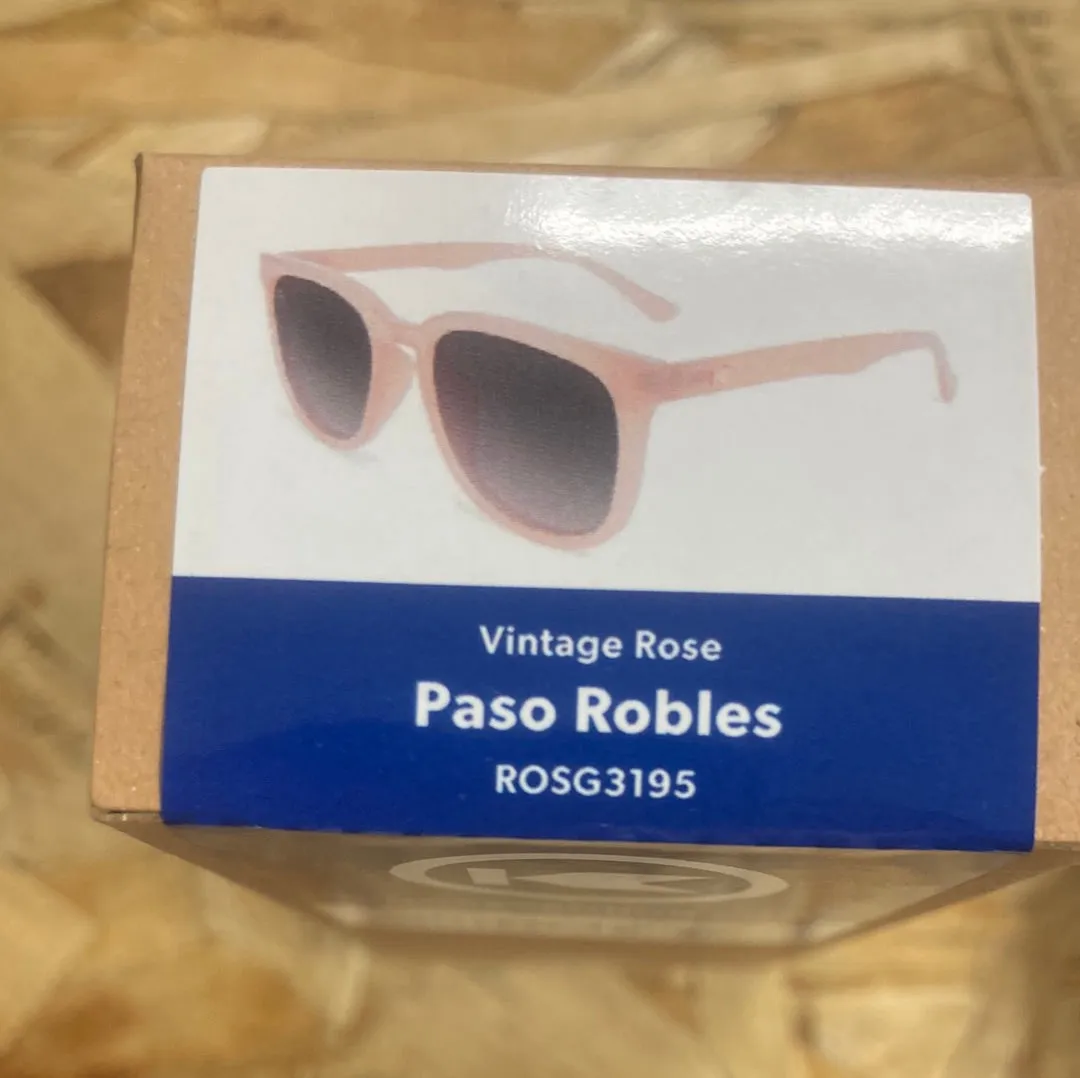 Vintage Rose
Paso Robles
ROSG3195